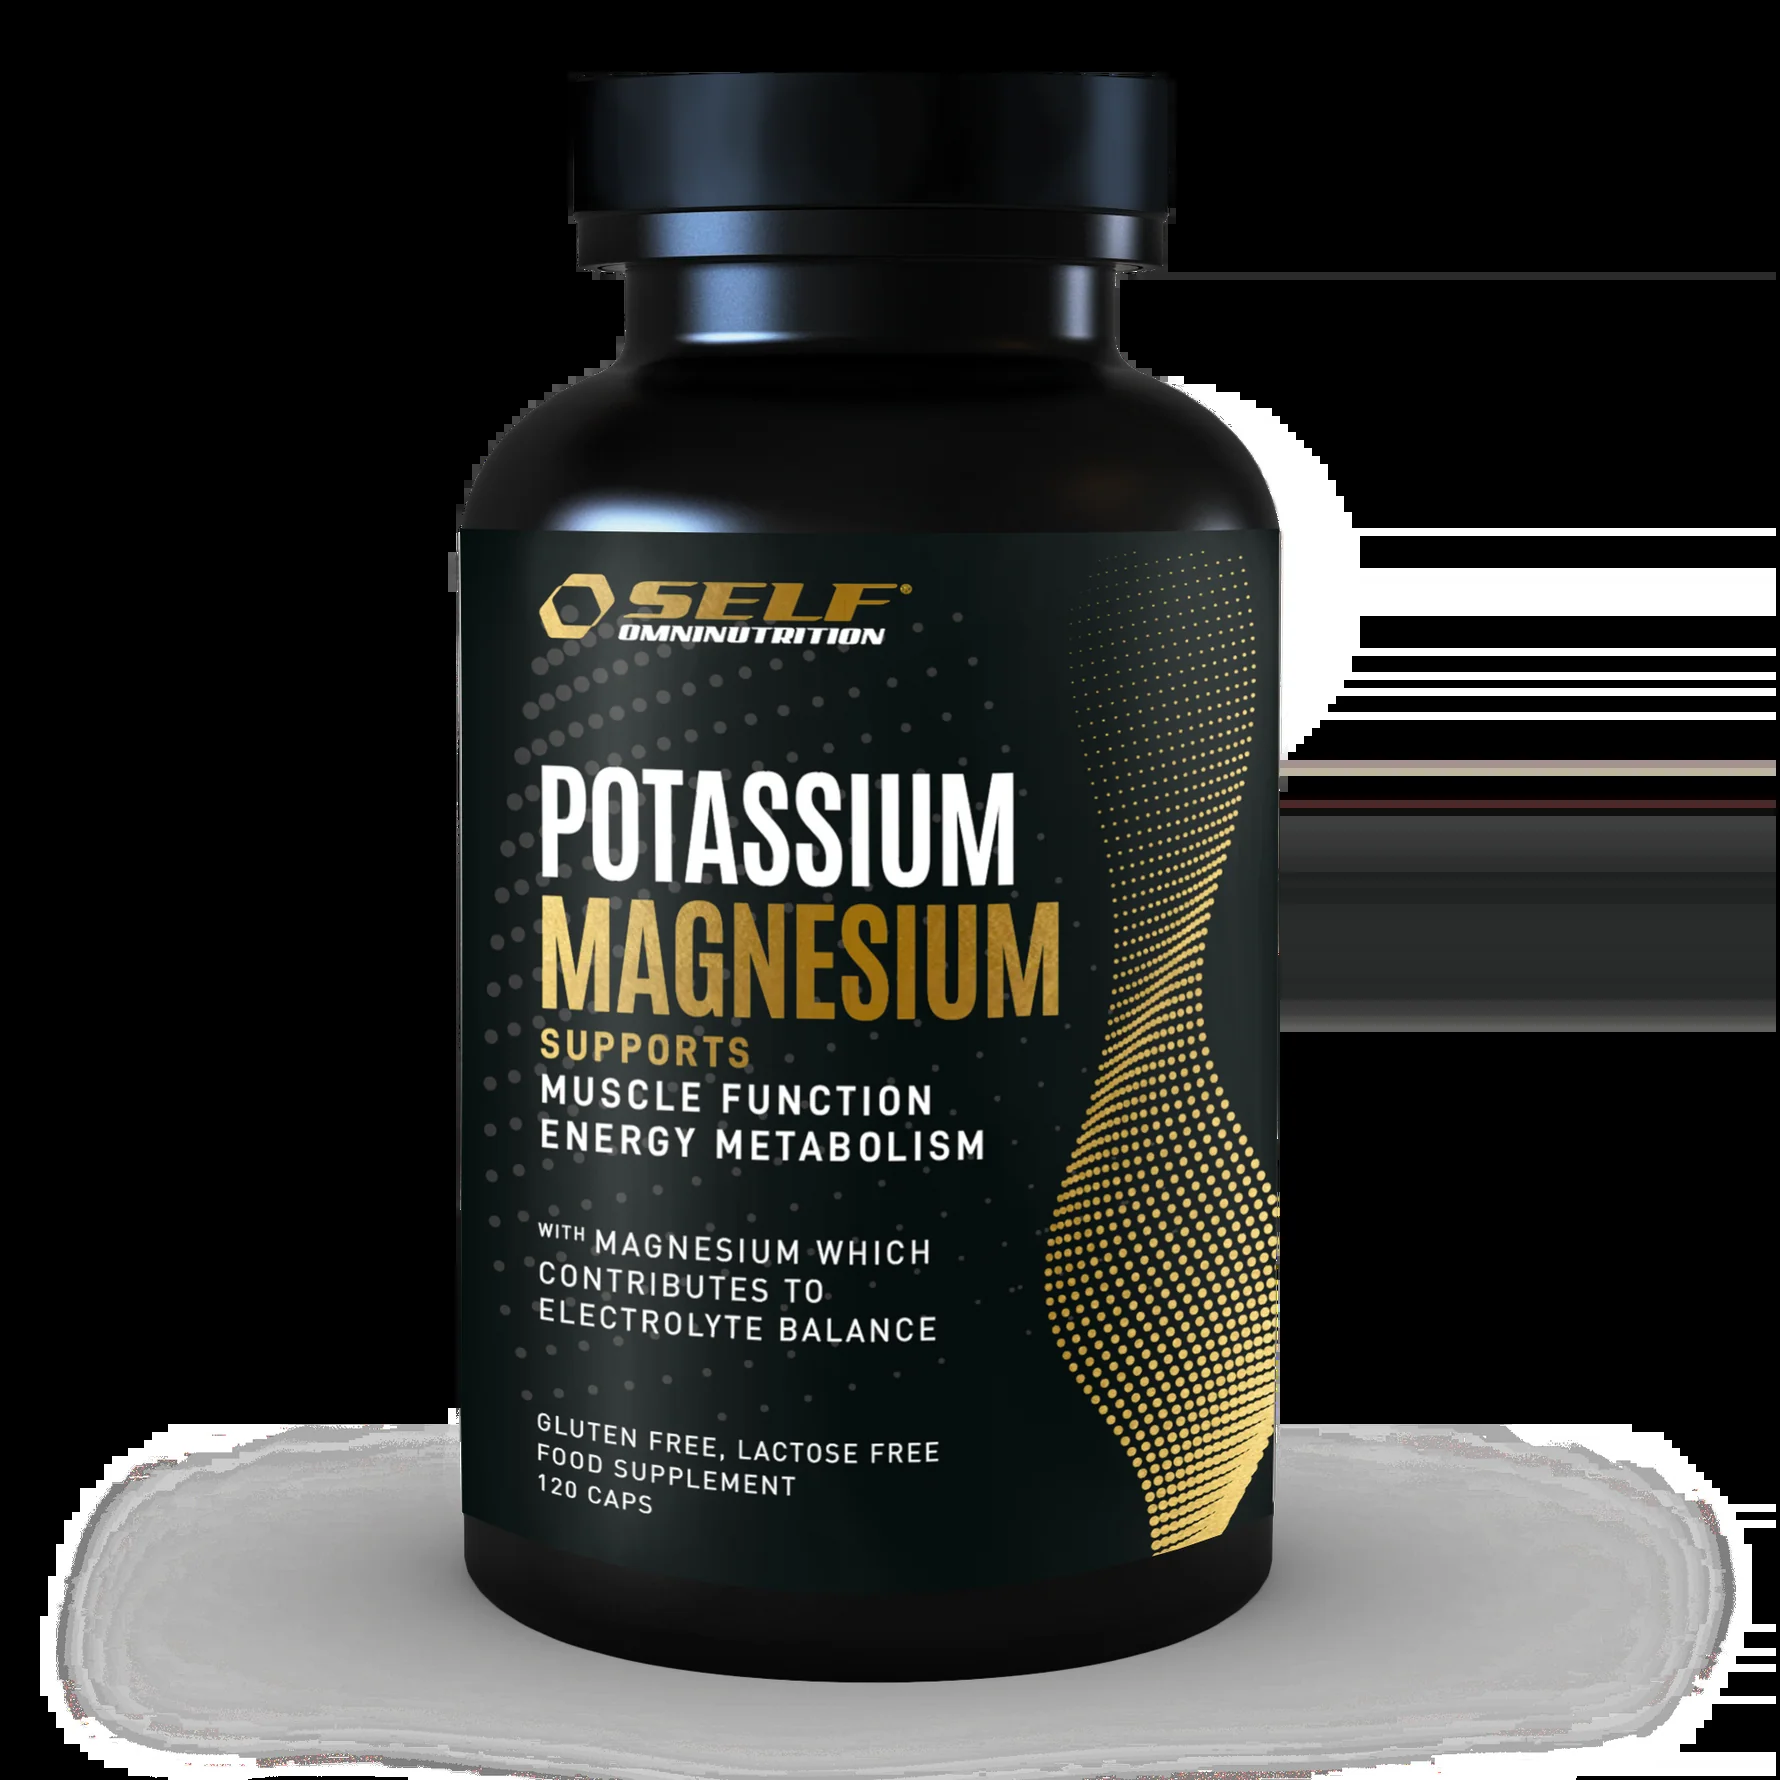 SELF®
OMNINUTRITION
POTASSIUM
MAGNESIUM
SUPPORTS
MUSCLE FUNCTION
ENERGY METABOLISM
WITH MAGNESIUM WHICH
CONTRIBUTES TO
ELECTROLYTE BALANCE
GLUTEN FREE, LACTOSE FREE
FOOD SUPPLEMENT
120 CAPS